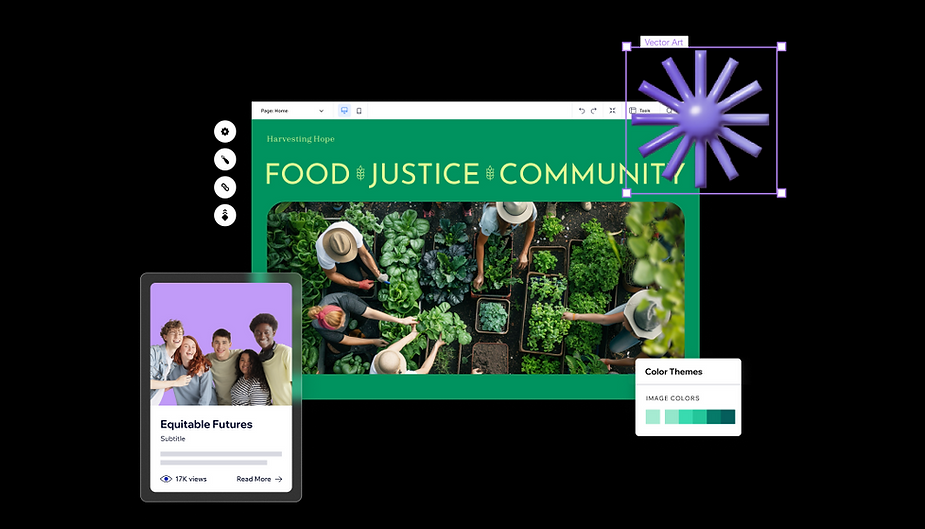 Vector Art
Page: Home
Tools
Harvesting Hope
FOOD JUSTICE COMMUNITY
Equitable Futures
Subtitle
17K views
Read More
Color Themes
IMAGE COLORS